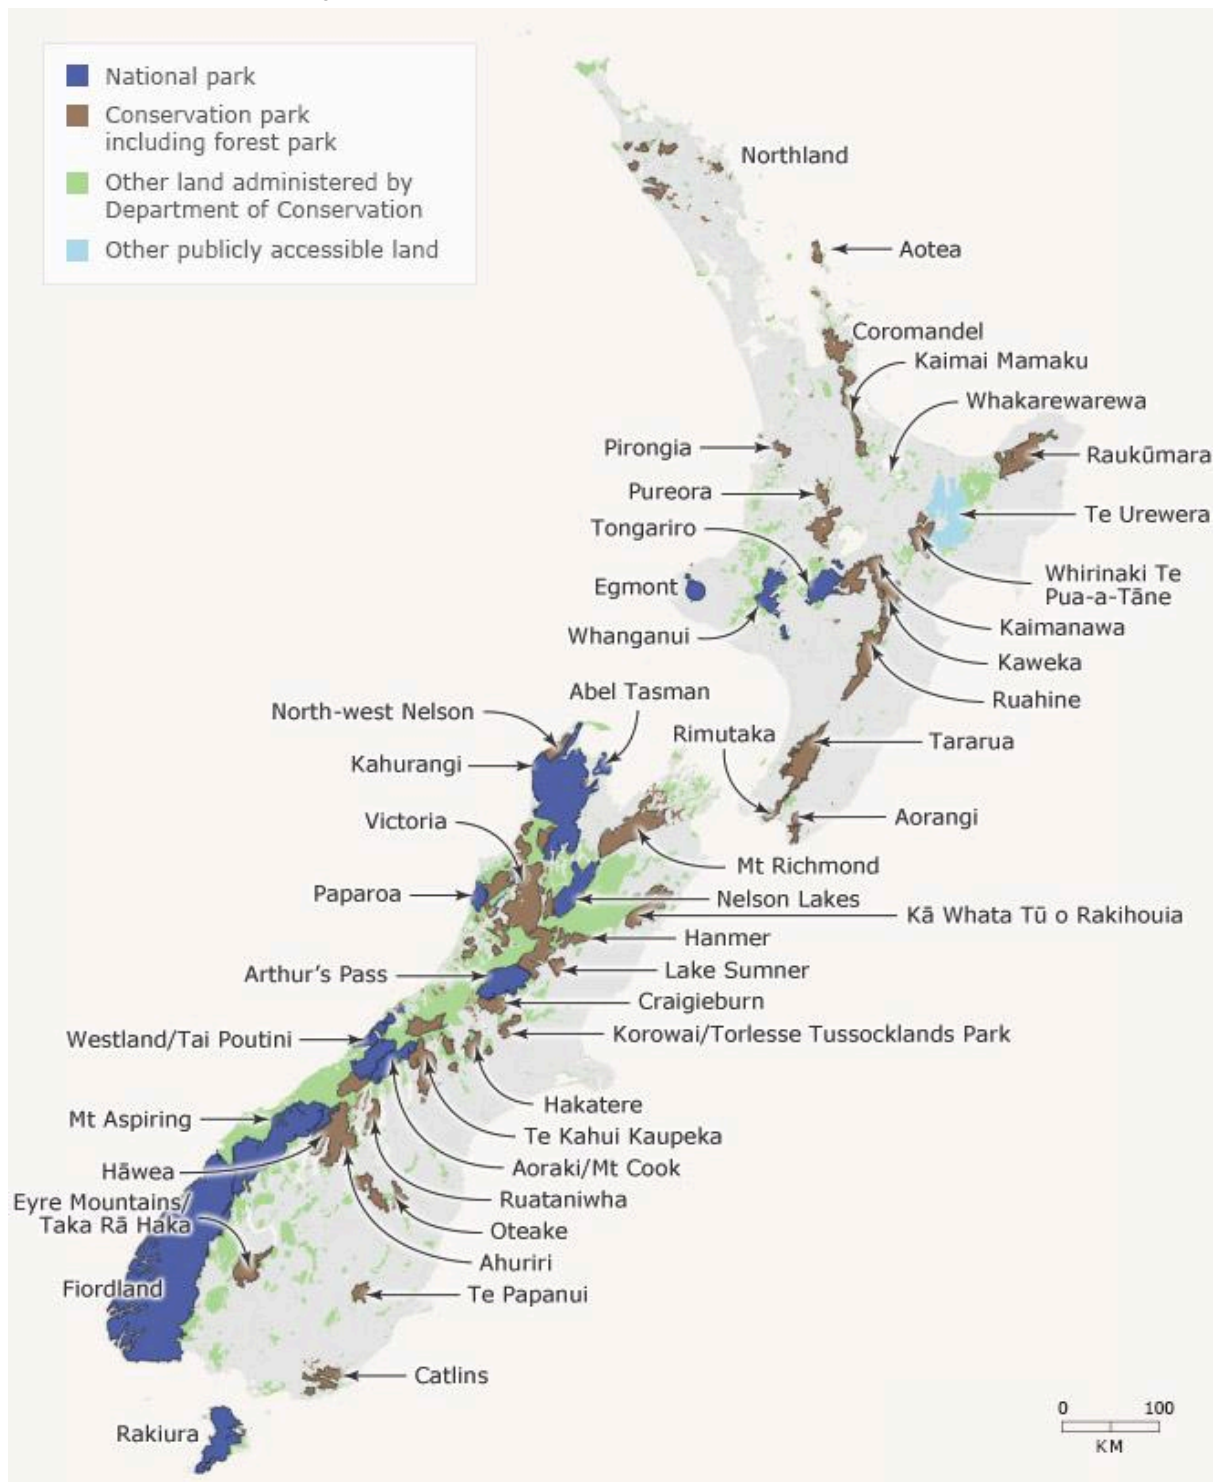 National park
Conservation park
including forest park
Other land administered by
Department of Conservation
Other publicly accessible land
Northland
Aotea
Coromandel
Kaimai Mamaku
Whakarewarewa
Pirongia
Raukūmara
Pureora
Te Urewera
Tongariro
Whirinaki Te
Pua-a-Tāne
Egmont
Kaimanawa
Whanganui
Kaweka
Ruahine
Abel Tasman
North-west Nelson
Rimutaka
Tararua
Kahurangi
Aorangi
Victoria
Mt Richmond
Paparoa
Nelson Lakes
Kā Whata Tū o Rakihouia
Hanmer
Arthur's Pass
Lake Sumner
Craigieburn
Westland/Tai Poutini
Korowai/Torlesse Tussocklands Park
Hakatere
Mt Aspiring
Te Kahui Kaupeka
Hāwea
Aoraki/Mt Cook
Eyre Mountains/
Taka Rā Haka
Ruataniwha
Oteake
Ahuriri
Fiordland
Te Papanui
Catlins
Rakiura
0 100
KM